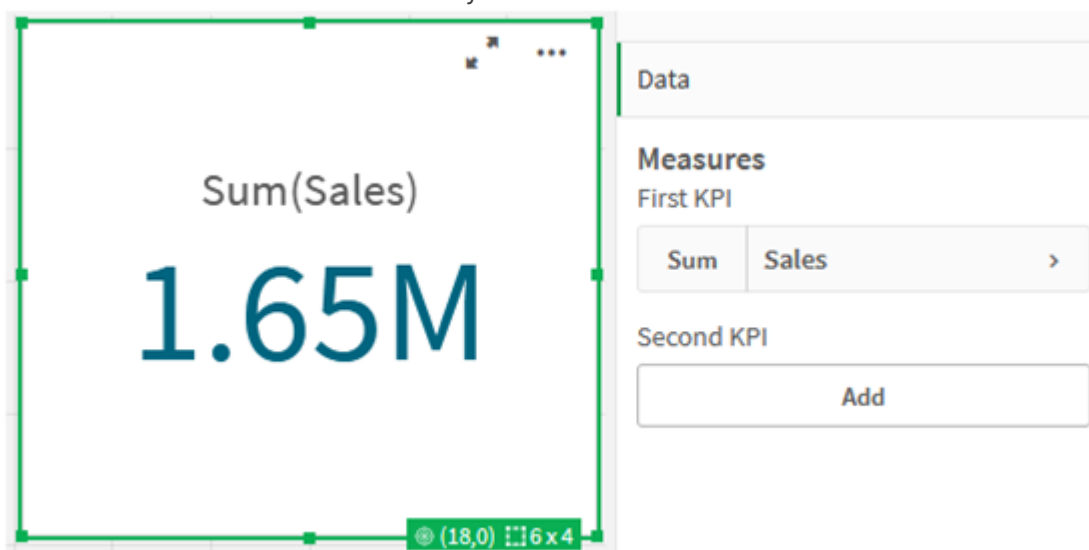 Sum(Sales)
1.65M
(18,0) 6 x 4
Data
Measures
First KPI
Sum Sales
Second KPI
Add